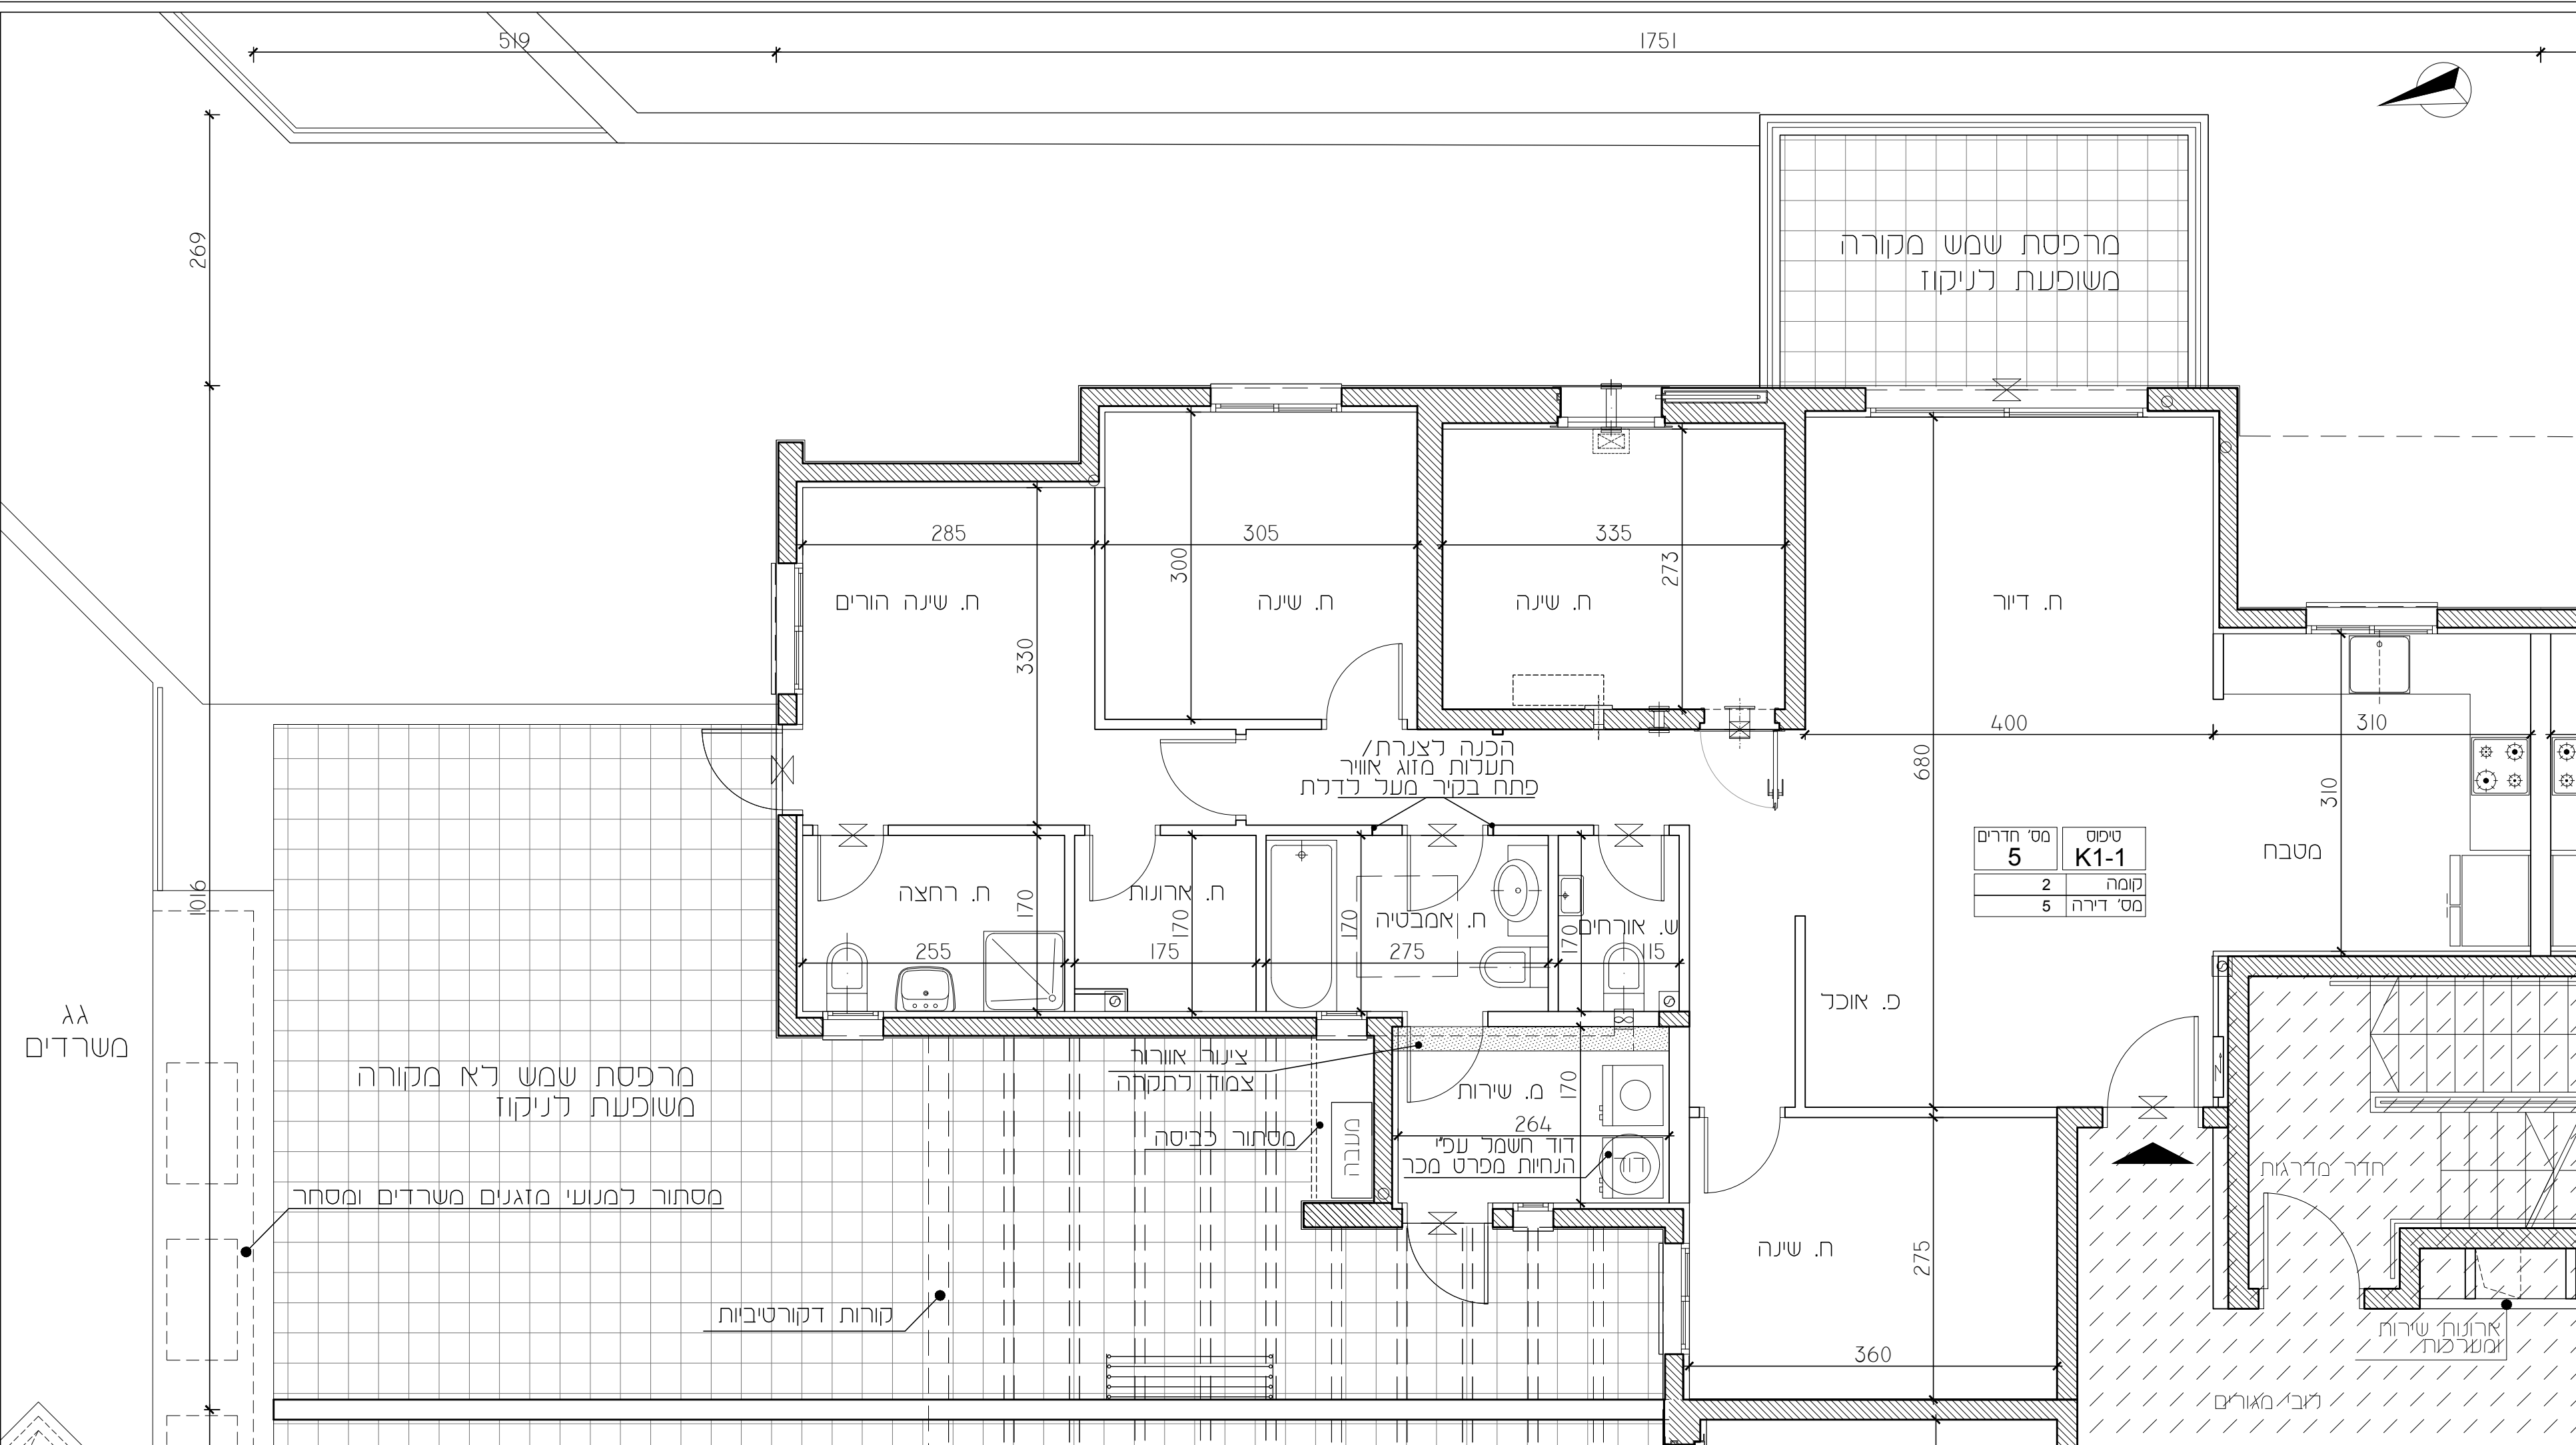 519
1751
269
מרפסת שמש מקורה
משופעת לניקוז
285
305
335
300
273
ח. שינה הורים
ח. שינה
ח. שינה
ח. דיור
330
400
310
680
310
הכנה לצנרת/
תעלות מזוג אוויר
פתח בקיר מעל לדלת
טיפוס
K1-1
מס' חדרים
5
קומה 2
מס' דירה 5
מטבח
1016
ח. רחצה
170
255
ח. ארונות
170
175
ח. אמבטיה
170
275
ש. אורחים
170
115
פ. אוכל
גג
משרדים
מרפסת שמש לא מקורה
משופעת לניקוז
צינור אוורור
צמוד לתקרה
מ. שירות
170
264
מסתור כביסה
מעבה
דוד חשמל עפ"י
הנחיות מפרט מכר
דוד
חדר מדרגות
מסתור למנועי מזגנים משרדים ומסחר
ח. שינה
275
360
קורות דקורטיביות
ארונות שירות
ומערכות
לובי מגורים